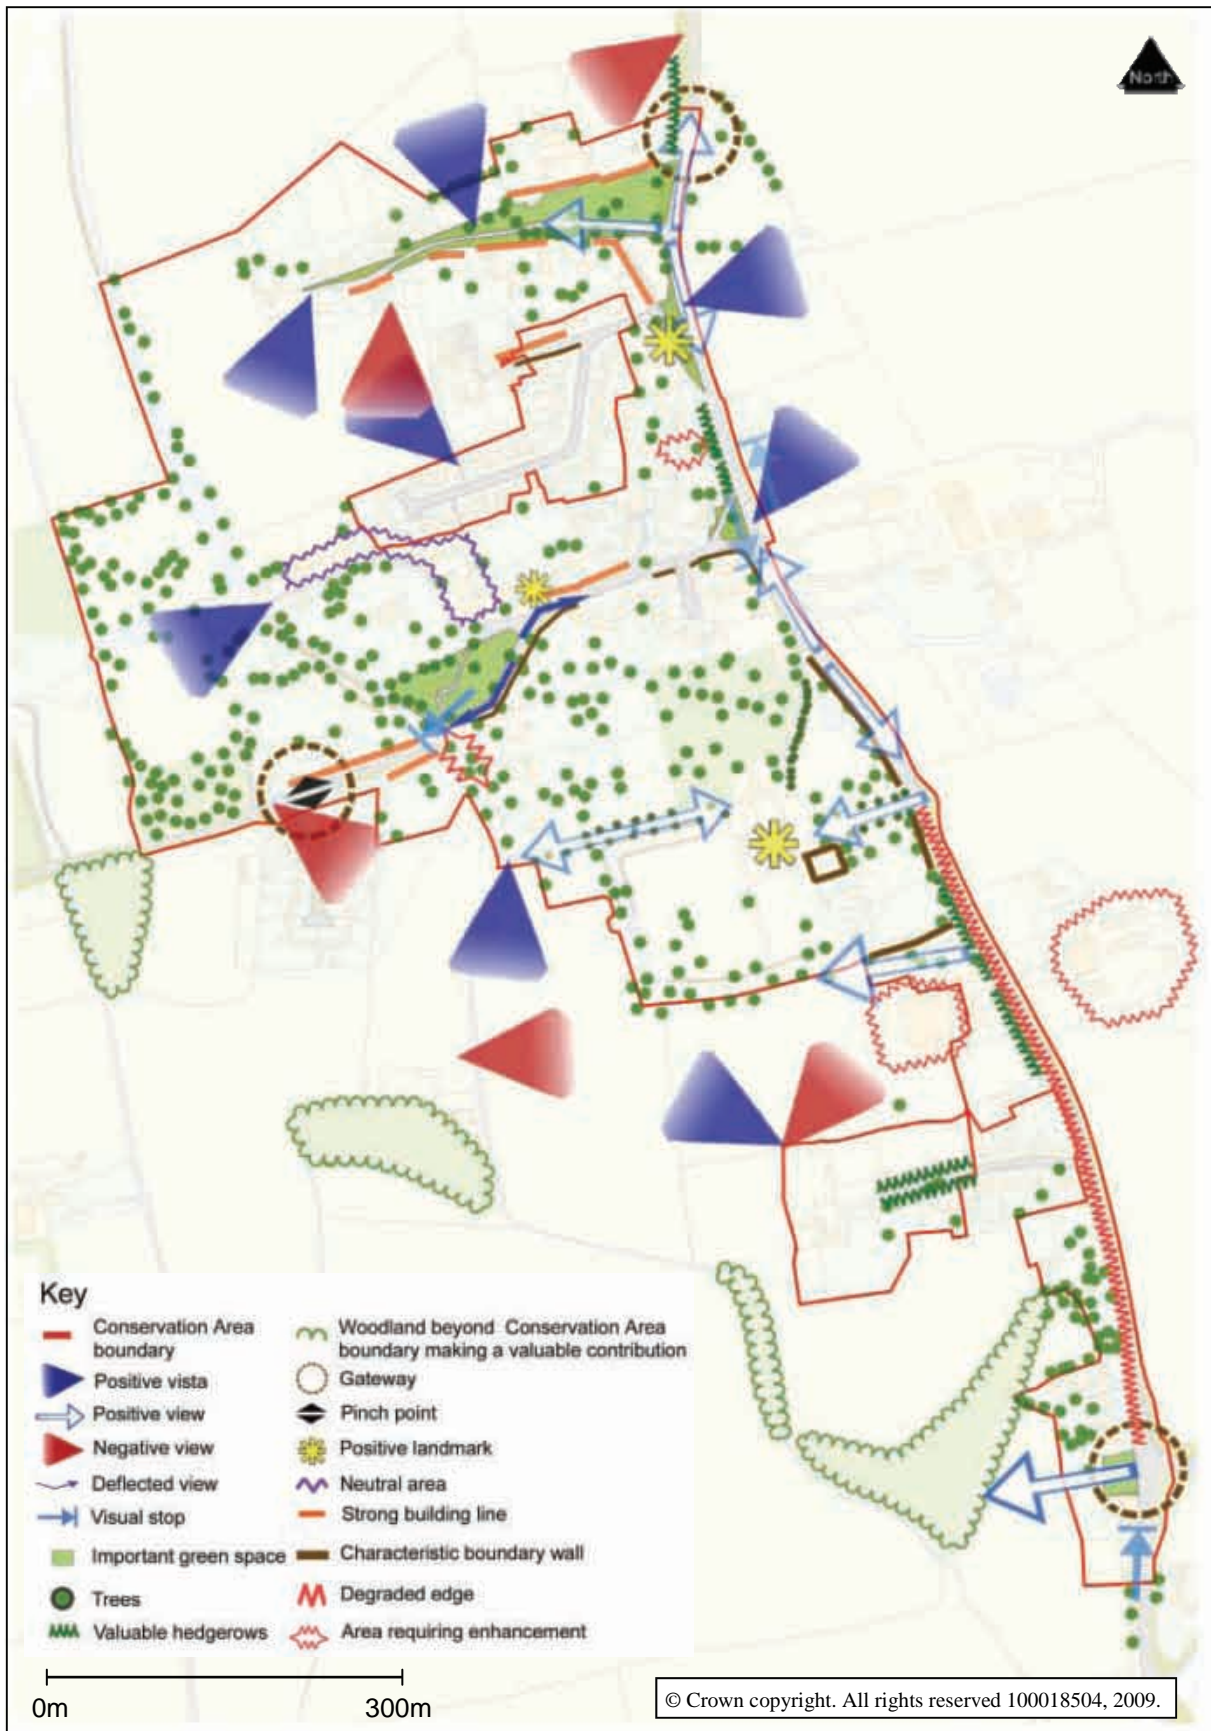 North
Key
Conservation Area
boundary
Positive vista
Positive view
Negative view
Deflected view
Visual stop
Important green space
Trees
Valuable hedgerows
Woodland beyond Conservation Area
boundary making a valuable contribution
Gateway
Pinch point
Positive landmark
Neutral area
Strong building line
Characteristic boundary wall
Degraded edge
Area requiring enhancement
0m 300m
© Crown copyright. All rights reserved 100018504, 2009.